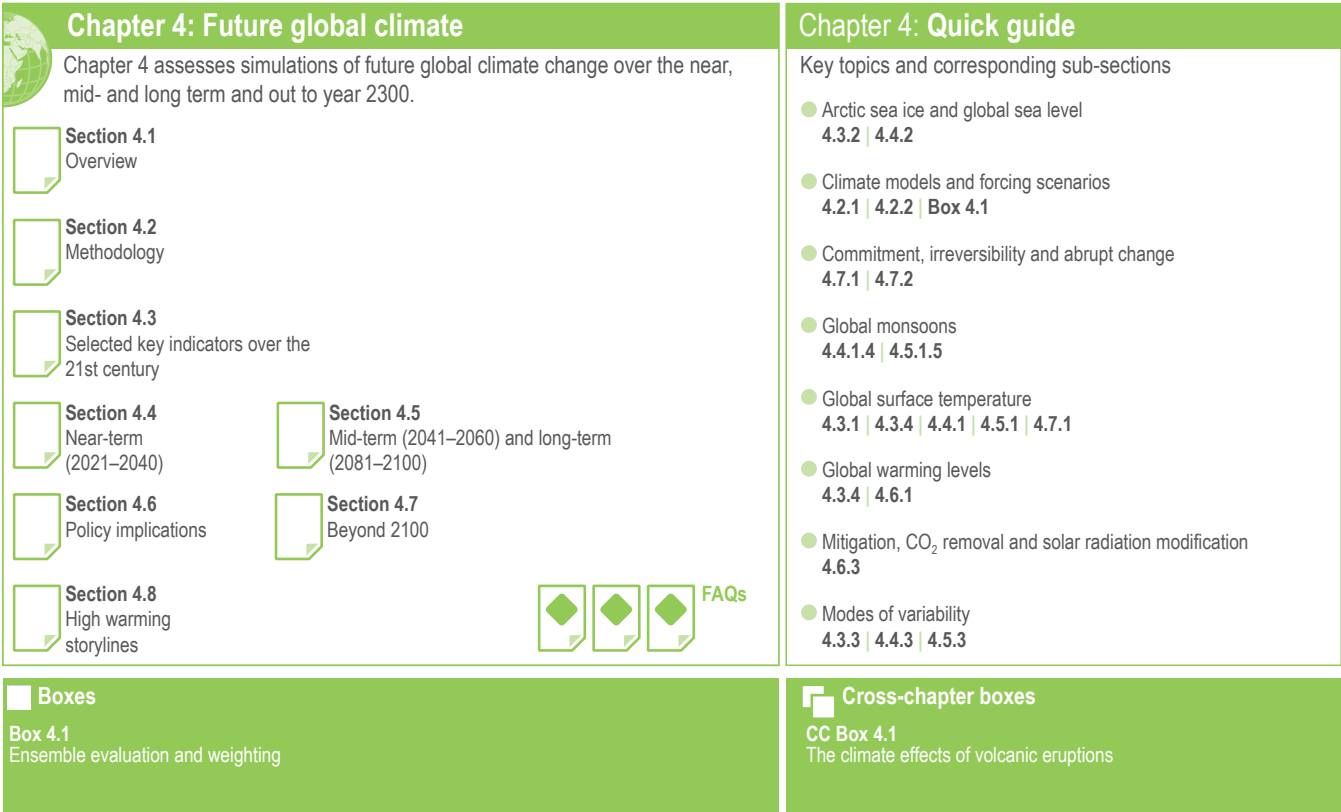 Chapter 4: Future global climate
Chapter 4 assesses simulations of future global climate change over the near,
mid- and long term and out to year 2300.
Section 4.1
Overview
Section 4.2
Methodology
Section 4.3
Selected key indicators over the
21st century
Section 4.4
Near-term
(2021–2040)
Section 4.5
Mid-term (2041–2060) and long-term
(2081–2100)
Section 4.6
Policy implications
Section 4.7
Beyond 2100
Section 4.8
High warming
storylines
FAQs
Chapter 4: Quick guide
Key topics and corresponding sub-sections
Arctic sea ice and global sea level
4.3.2 | 4.4.2
Climate models and forcing scenarios
4.2.1 | 4.2.2 | Box 4.1
Commitment, irreversibility and abrupt change
4.7.1 | 4.7.2
Global monsoons
4.4.1.4 | 4.5.1.5
Global surface temperature
4.3.1 | 4.3.4 | 4.4.1 | 4.5.1 | 4.7.1
Global warming levels
4.3.4 | 4.6.1
Mitigation, CO₂ removal and solar radiation modification
4.6.3
Modes of variability
4.3.3 | 4.4.3 | 4.5.3
Boxes
Box 4.1
Ensemble evaluation and weighting
Cross-chapter boxes
CC Box 4.1
The climate effects of volcanic eruptions